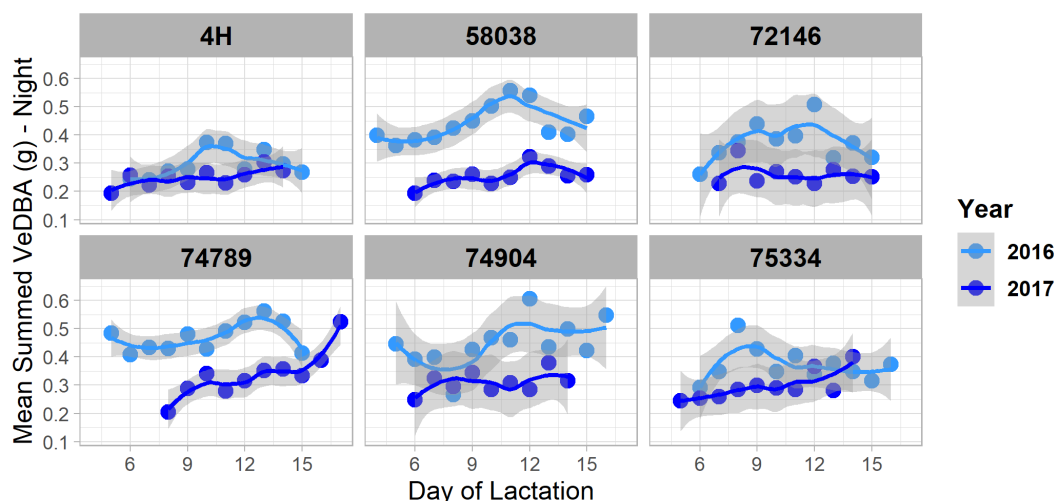 4H 58038 72146
0.6
0.5
0.4
0.3
0.2
0.1
74789 74904 75334
0.6
0.5
0.4
0.3
0.2
0.1
6 9 12 15 6 9 12 15 6 9 12 15
Day of Lactation
Mean Summed VeDBA (g) - Night
Year
2016
2017